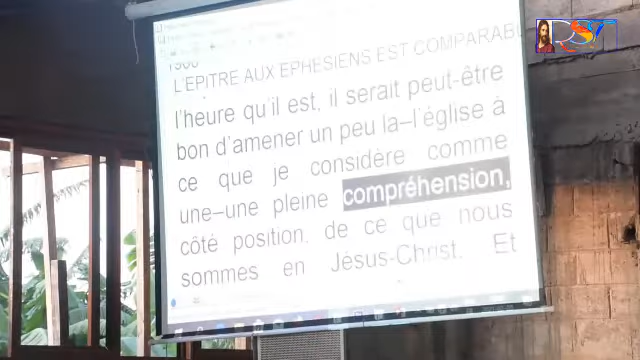 L'EPITRE AUX EPHESIENS EST COMPARABL
l'heure qu'il est, il serait peut-être
bon d'amener un peu la–l'église à
ce que je considère comme
une–une pleine compréhension,
côté position, de ce que nous
sommes en Jésus-Christ. Et